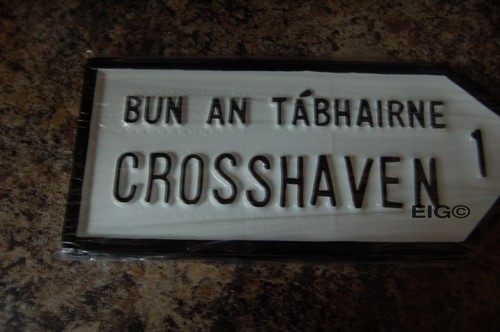 BUN AN TÁBHAIRNE
CROSSHAVEN 1
EIG©